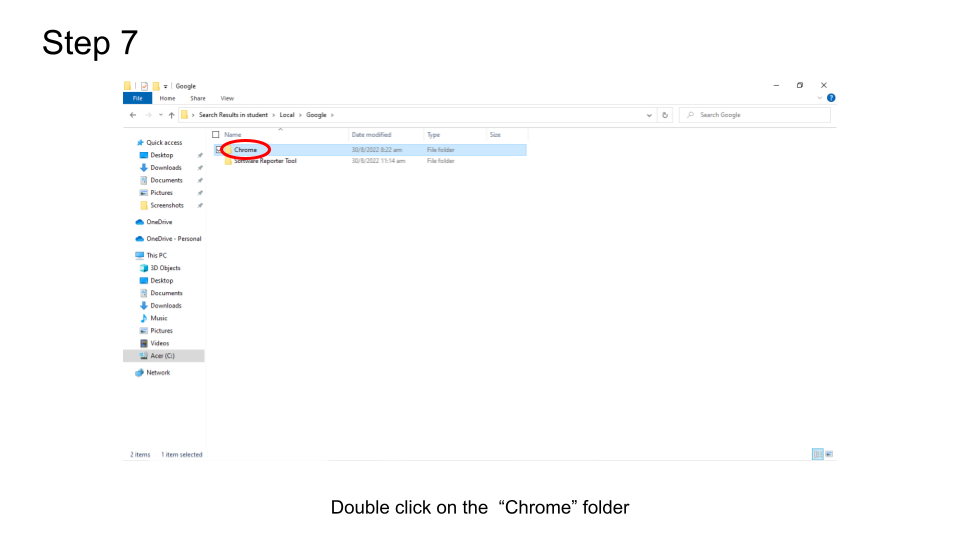 Step 7
Google
File Home Share View
Search Results in student > Local > Google >
Search Google
Name Date modified Type Size
Chrome 30/8/2022 8:22 am File folder
Software Reporter Tool 30/8/2022 11:14 am File folder
Quick access
Desktop
Downloads
Documents
Pictures
Screenshots
OneDrive
OneDrive - Personal
This PC
3D Objects
Desktop
Documents
Downloads
Music
Pictures
Videos
Acer (C:)
Network
2 items 1 item selected
Double click on the “Chrome” folder